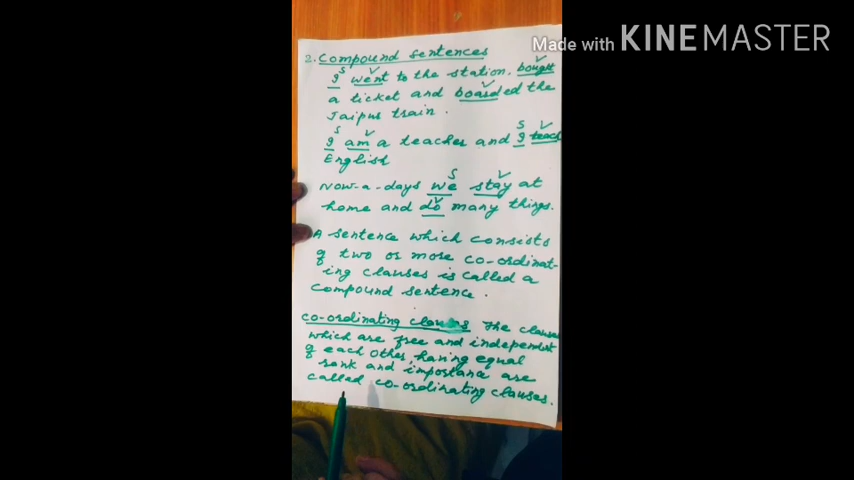 Made with KINEMASTER
2. Compound sentences
S V V
I went to the station, bought
V
a ticket and boarded the
Jaipur train.
S V S V
I am a teacher and I teach
English
S V
Now-a-days we stay at
V
home and do many things.
A sentence which consists
of two or more co-ordinat-
ing clauses is called a
compound sentence.
co-ordinating clauses The clauses
which are free and independent
of each other, having equal
rank and importance are
called co-ordinating clauses.